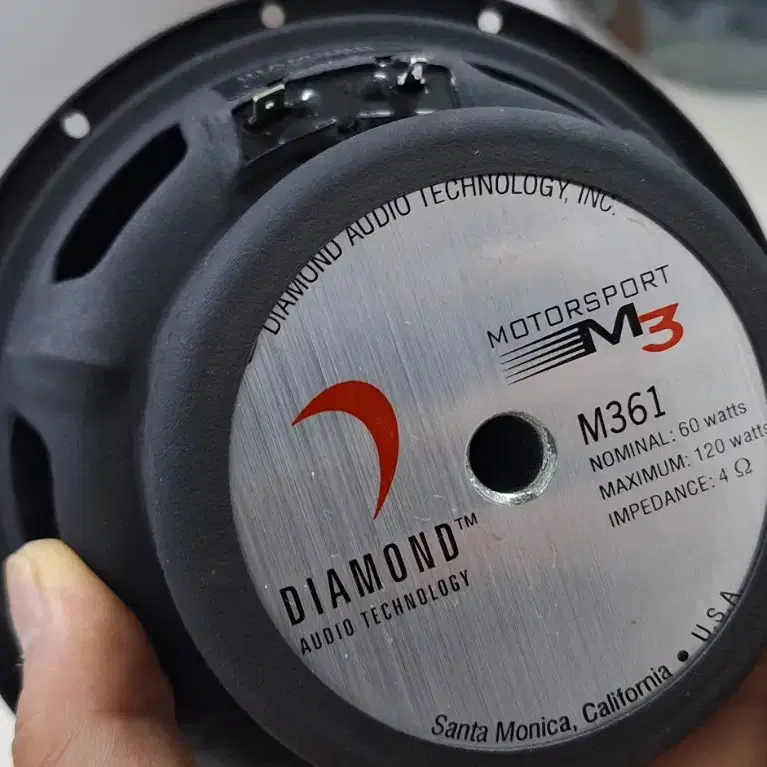 DIAMOND AUDIO TECHNOLOGY, INC.
MOTORSPORT
M3
M361
NOMINAL: 60 watts
MAXIMUM: 120 watts
IMPEDANCE: 4 Ω
DIAMOND™
AUDIO TECHNOLOGY
Santa Monica, California • U.S.A